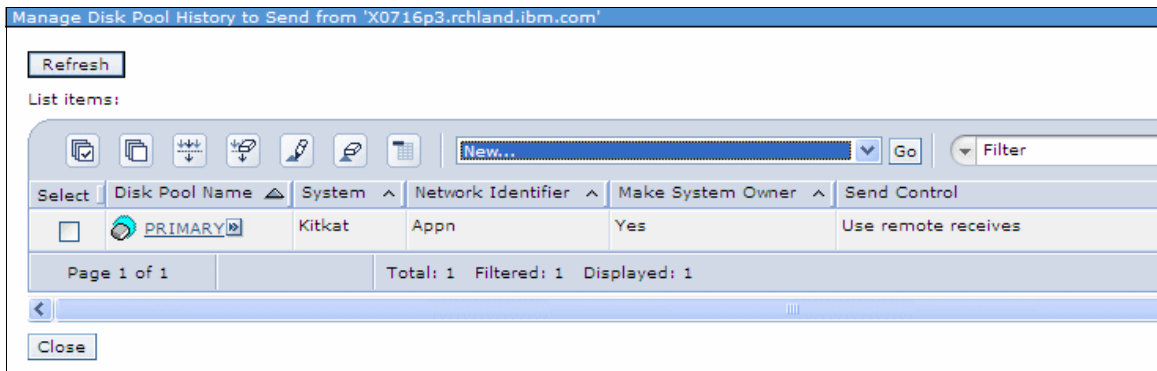 Manage Disk Pool History to Send from 'X0716p3.rchland.ibm.com'
Refresh
List items:
New... Go Filter
Select Disk Pool Name System Network Identifier Make System Owner Send Control
PRIMARY Kitkat Appn Yes Use remote receives
Page 1 of 1 Total: 1 Filtered: 1 Displayed: 1
Close